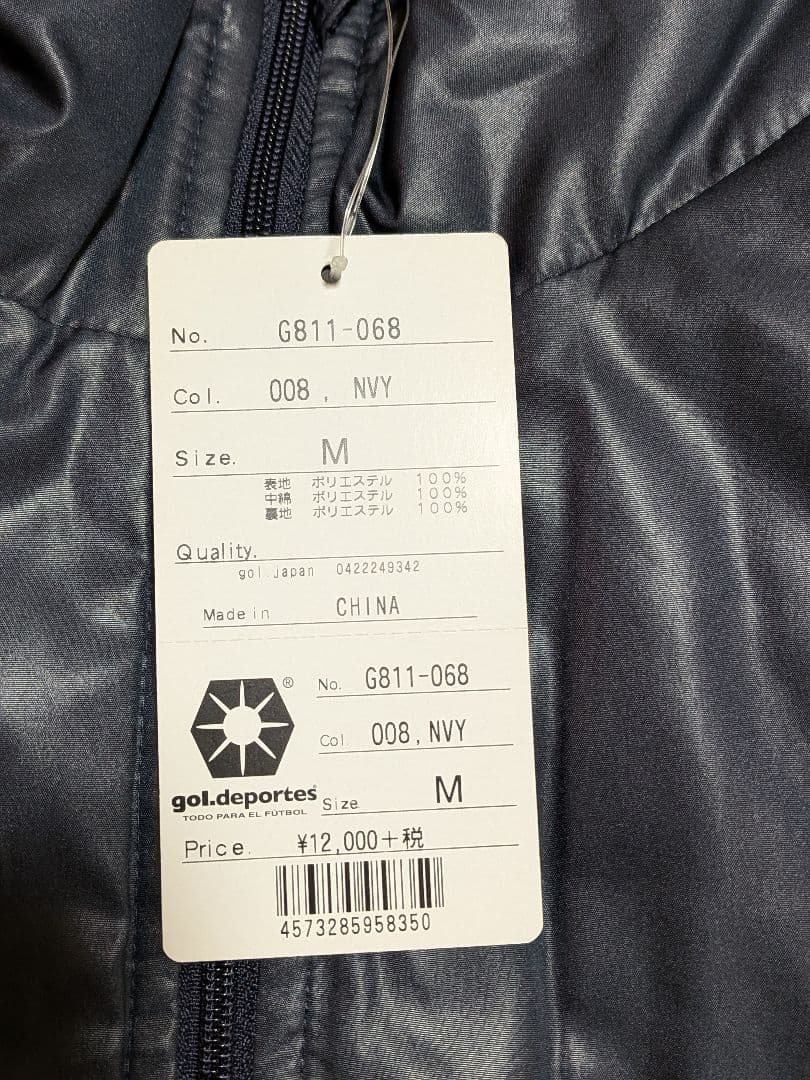 No. G811-068
Col. 008 , NVY
Size. M
表地 ポリエステル 100%
中綿 ポリエステル 100%
裏地 ポリエステル 100%
Quality.
gol.japan 0422249342
Made in CHINA
® No. G811-068
Col. 008, NVY
gol.deportes®
TODO PARA EL FÚTBOL
Size M
Price. ¥12,000+税
4573285958350